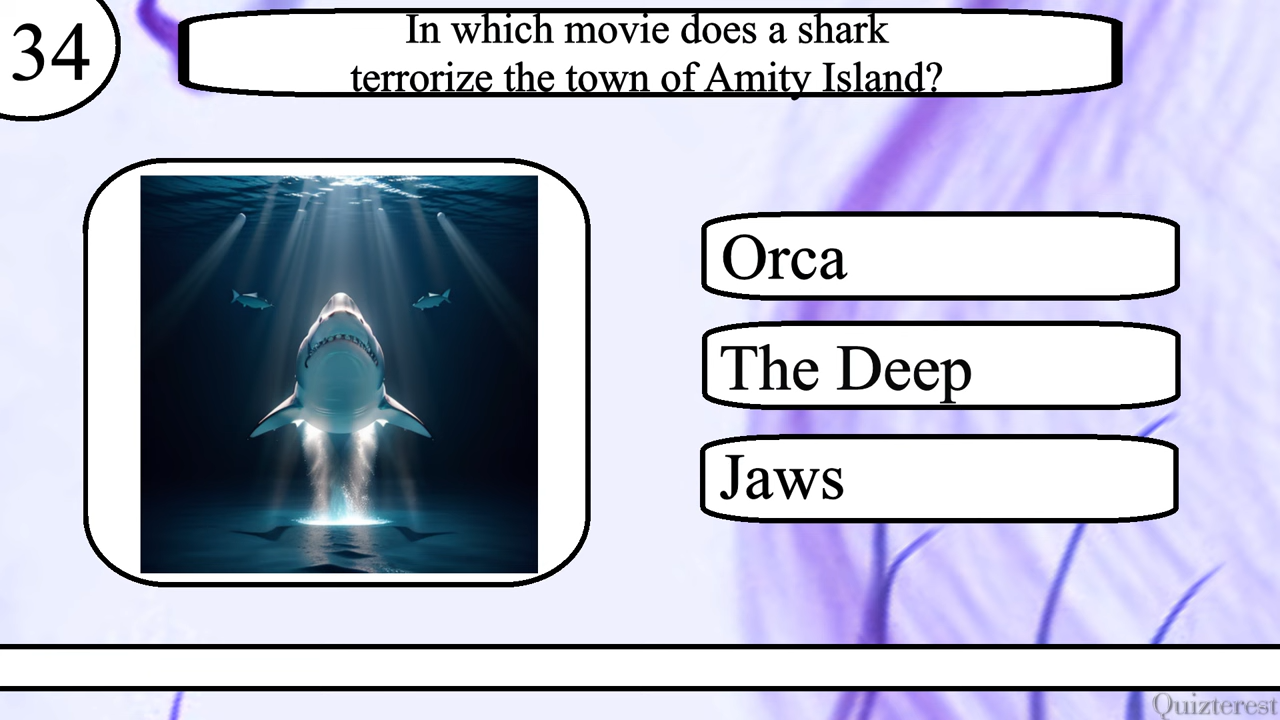 34
In which movie does a shark
terrorize the town of Amity Island?
Orca
The Deep
Jaws
Quizterest